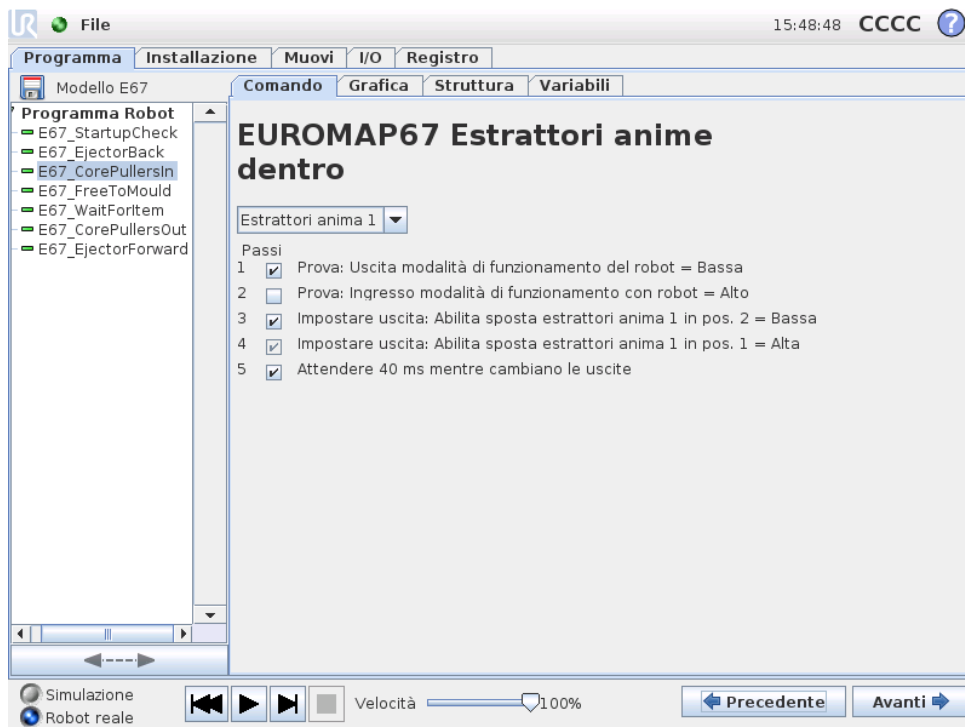 UR File 15:48:48 CCCC ?
Programma Installazione Muovi I/O Registro
Modello E67
Comando Grafica Struttura Variabili
Programma Robot
E67_StartupCheck
E67_EjectorBack
E67_CorePullersIn
E67_FreeToMould
E67_WaitForItem
E67_CorePullersOut
E67_EjectorForward
EUROMAP67 Estrattori anime
dentro
Estrattori anima 1
Passi
1 Prova: Uscita modalità di funzionamento del robot = Bassa
2 Prova: Ingresso modalità di funzionamento con robot = Alto
3 Impostare uscita: Abilita sposta estrattori anima 1 in pos. 2 = Bassa
4 Impostare uscita: Abilita sposta estrattori anima 1 in pos. 1 = Alta
5 Attendere 40 ms mentre cambiano le uscite
Simulazione
Robot reale
Velocità 100%
Precedente Avanti